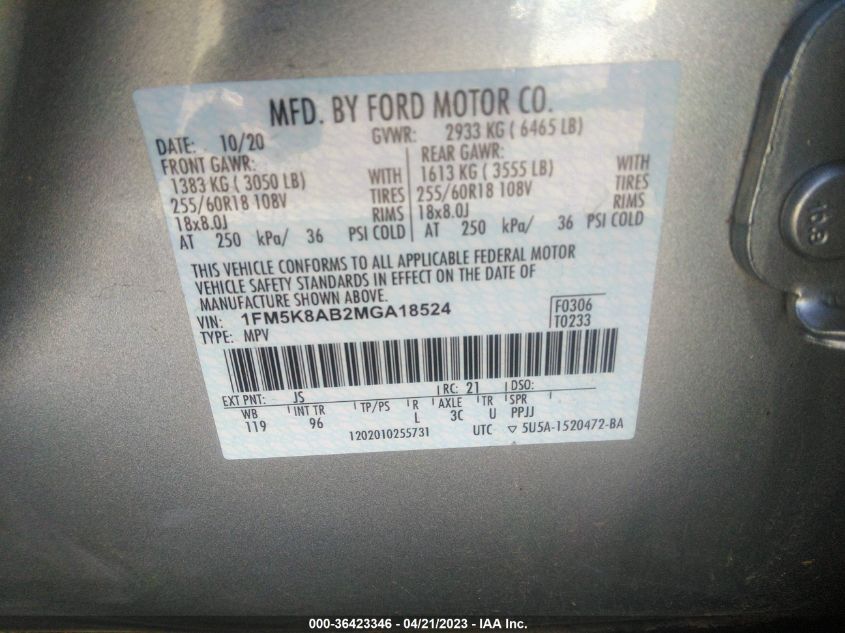 MFD. BY FORD MOTOR CO.
DATE: 10/20 GVWR: 2933 KG ( 6465 LB)
FRONT GAWR: REAR GAWR:
1383 KG ( 3050 LB) WITH 1613 KG ( 3555 LB) WITH
255/60R18 108V TIRES 255/60R18 108V TIRES
18x8.0J RIMS 18x8.0J RIMS
AT 250 kPa/ 36 PSI COLD AT 250 kPa/ 36 PSI COLD
THIS VEHICLE CONFORMS TO ALL APPLICABLE FEDERAL MOTOR
VEHICLE SAFETY STANDARDS IN EFFECT ON THE DATE OF
MANUFACTURE SHOWN ABOVE.
VIN: 1FM5K8AB2MGA18524 F0306
TYPE: MPV T0233
EXT PNT: JS RC: 21 DSO:
WB INT TR TP/PS R AXLE TR SPR
119 96 L 3C U PPJJ
1202010255731 UTC ▽ 5U5A-1520472-BA
000-36423346 - 04/21/2023 - IAA Inc.